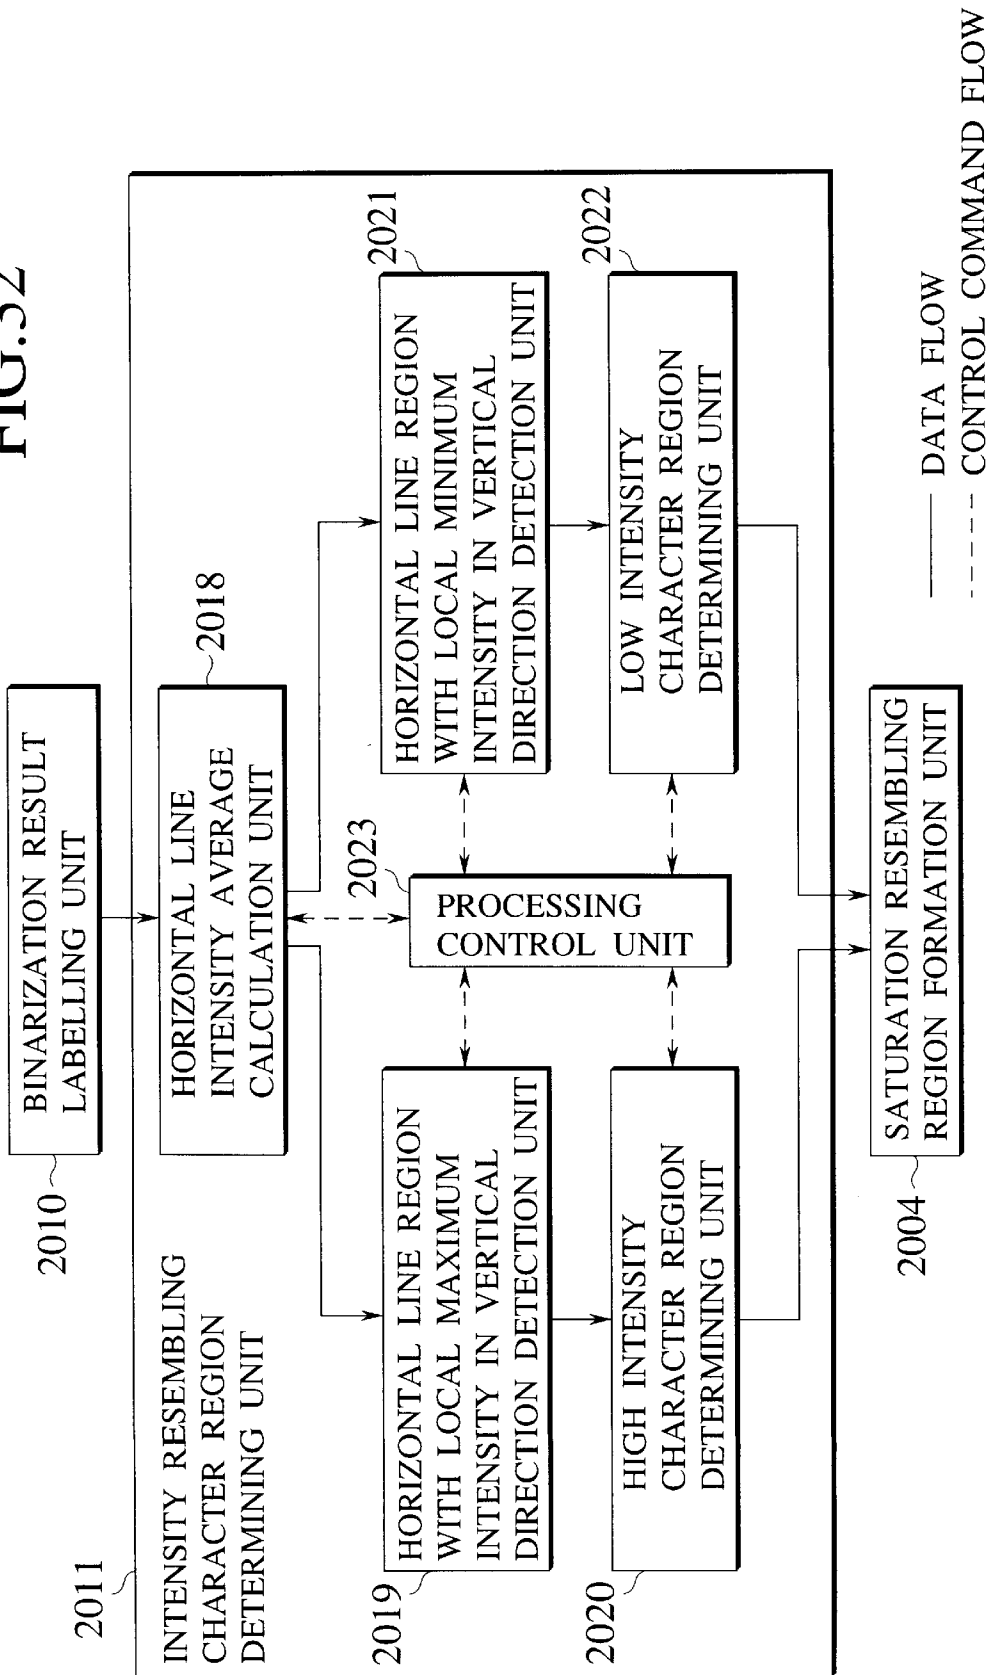 FIG.32
BINARIZATION RESULT
LABELLING UNIT
2010
2011
INTENSITY RESEMBLING
CHARACTER REGION
DETERMINING UNIT
HORIZONTAL LINE
INTENSITY AVERAGE
CALCULATION UNIT
2018
2019
HORIZONTAL LINE REGION
WITH LOCAL MAXIMUM
INTENSITY IN VERTICAL
DIRECTION DETECTION UNIT
2023
PROCESSING
CONTROL UNIT
2021
HORIZONTAL LINE REGION
WITH LOCAL MINIMUM
INTENSITY IN VERTICAL
DIRECTION DETECTION UNIT
2020
HIGH INTENSITY
CHARACTER REGION
DETERMINING UNIT
2022
LOW INTENSITY
CHARACTER REGION
DETERMINING UNIT
2004
SATURATION RESEMBLING
REGION FORMATION UNIT
DATA FLOW
CONTROL COMMAND FLOW